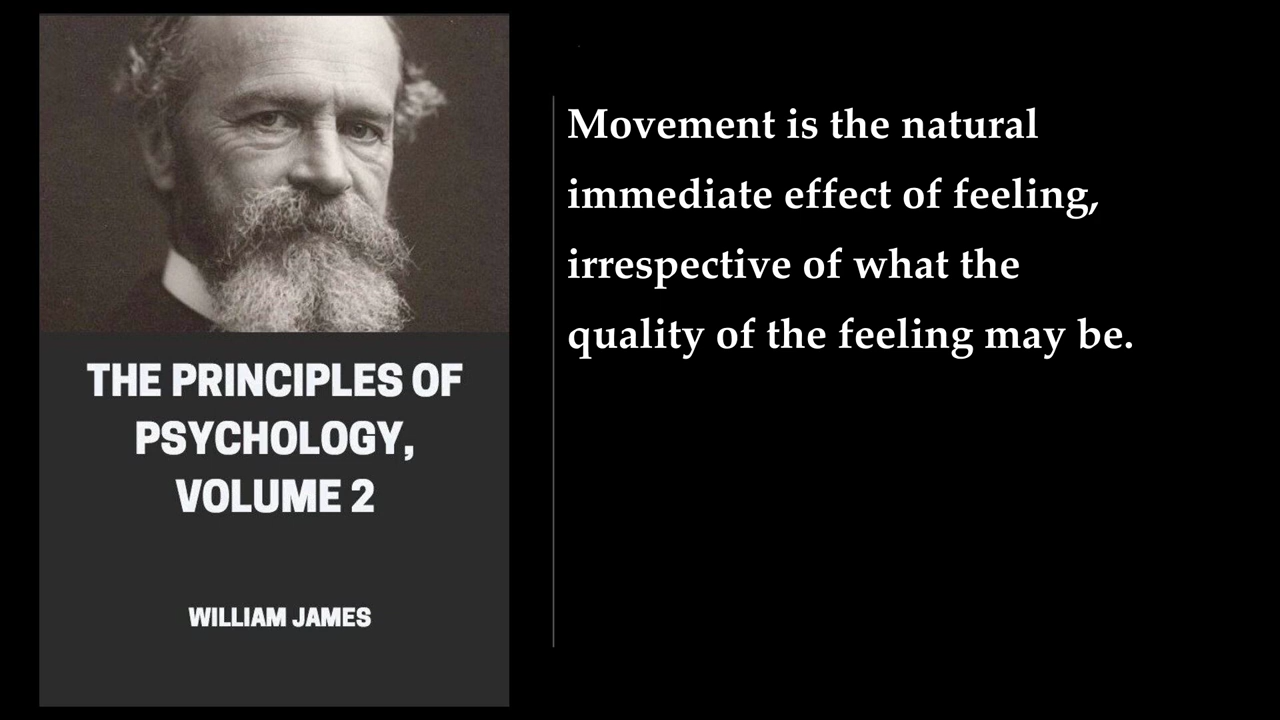 THE PRINCIPLES OF
PSYCHOLOGY,
VOLUME 2
WILLIAM JAMES
Movement is the natural
immediate effect of feeling,
irrespective of what the
quality of the feeling may be.